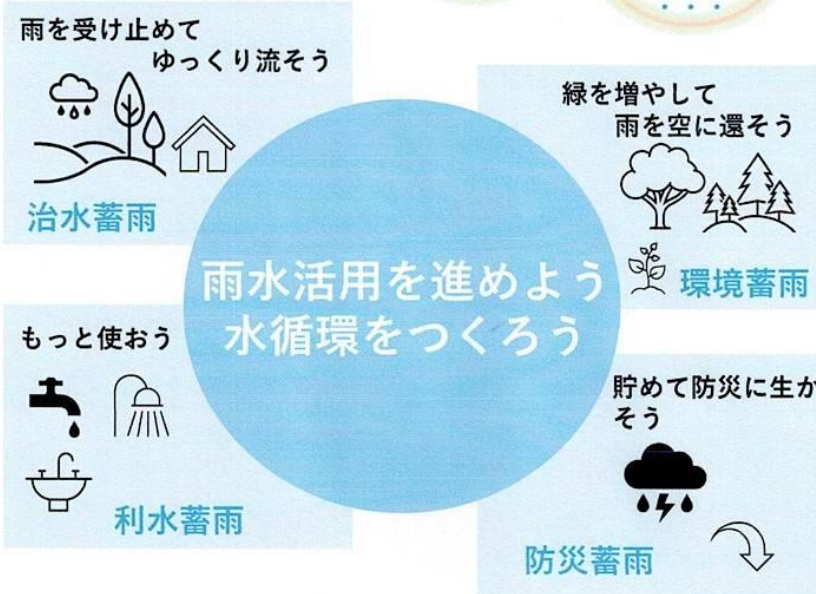 雨を受け止めて
ゆっくり流そう
治水蓄雨
緑を増やして
雨を空に還そう
環境蓄雨
雨水活用を進めよう
水循環をつくろう
もっと使おう
利水蓄雨
貯めて防災に生か
そう
防災蓄雨